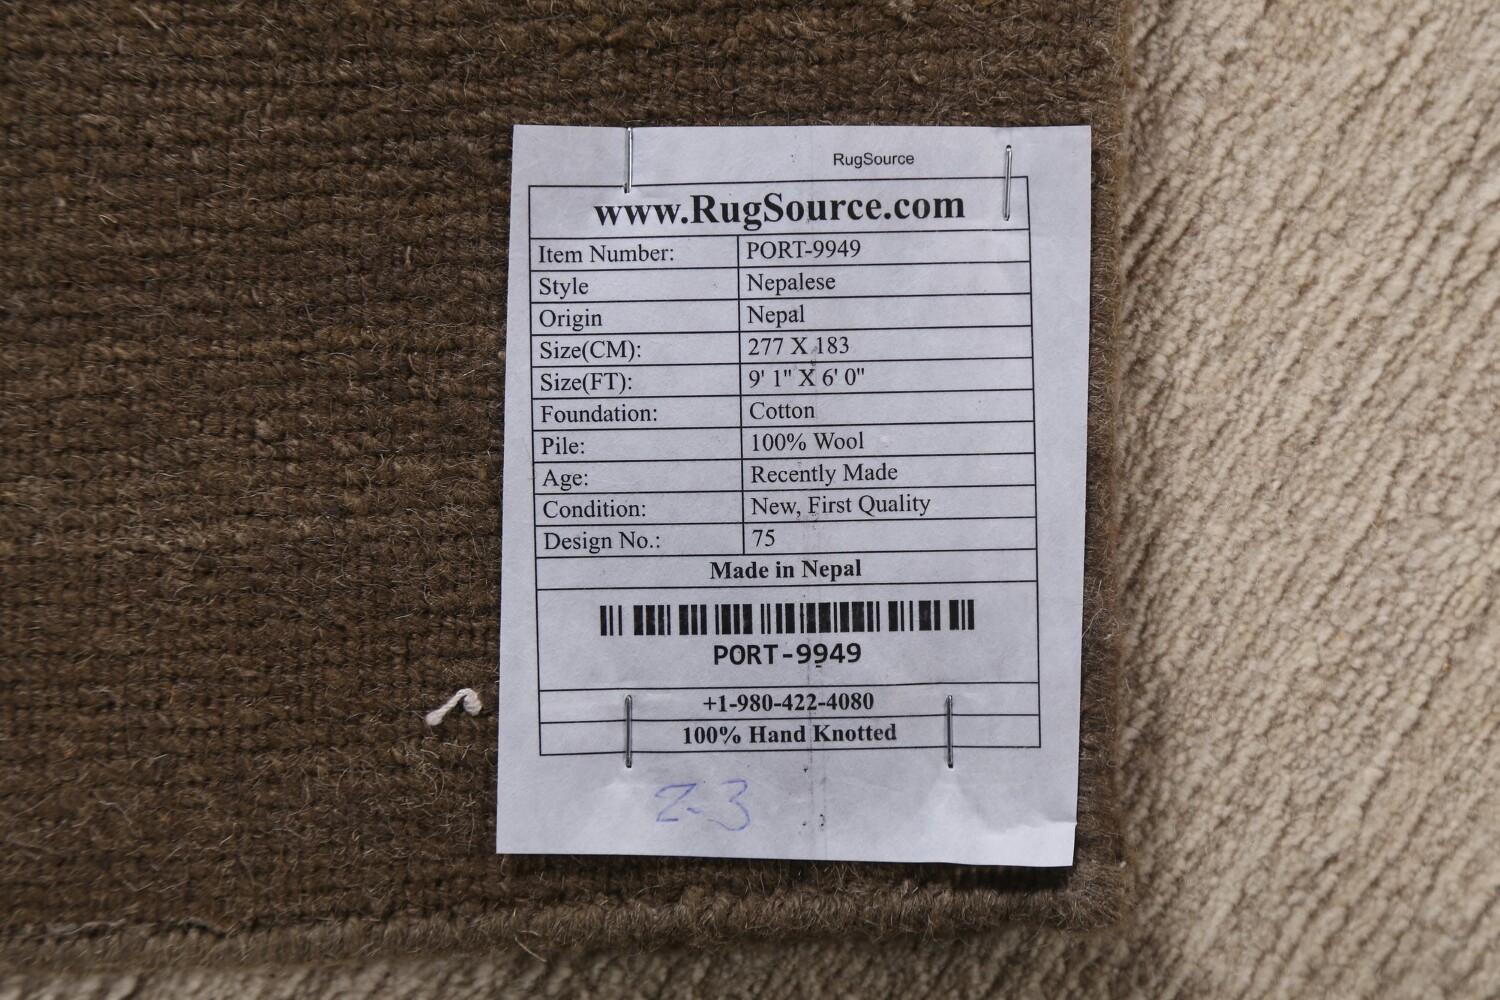 RugSource
www.RugSource.com
Item Number: PORT-9949
Style Nepalese
Origin Nepal
Size(CM): 277 X 183
Size(FT): 9' 1" X 6' 0"
Foundation: Cotton
Pile: 100% Wool
Age: Recently Made
Condition: New, First Quality
Design No.: 75
Made in Nepal
PORT-9949
+1-980-422-4080
100% Hand Knotted
Z-3